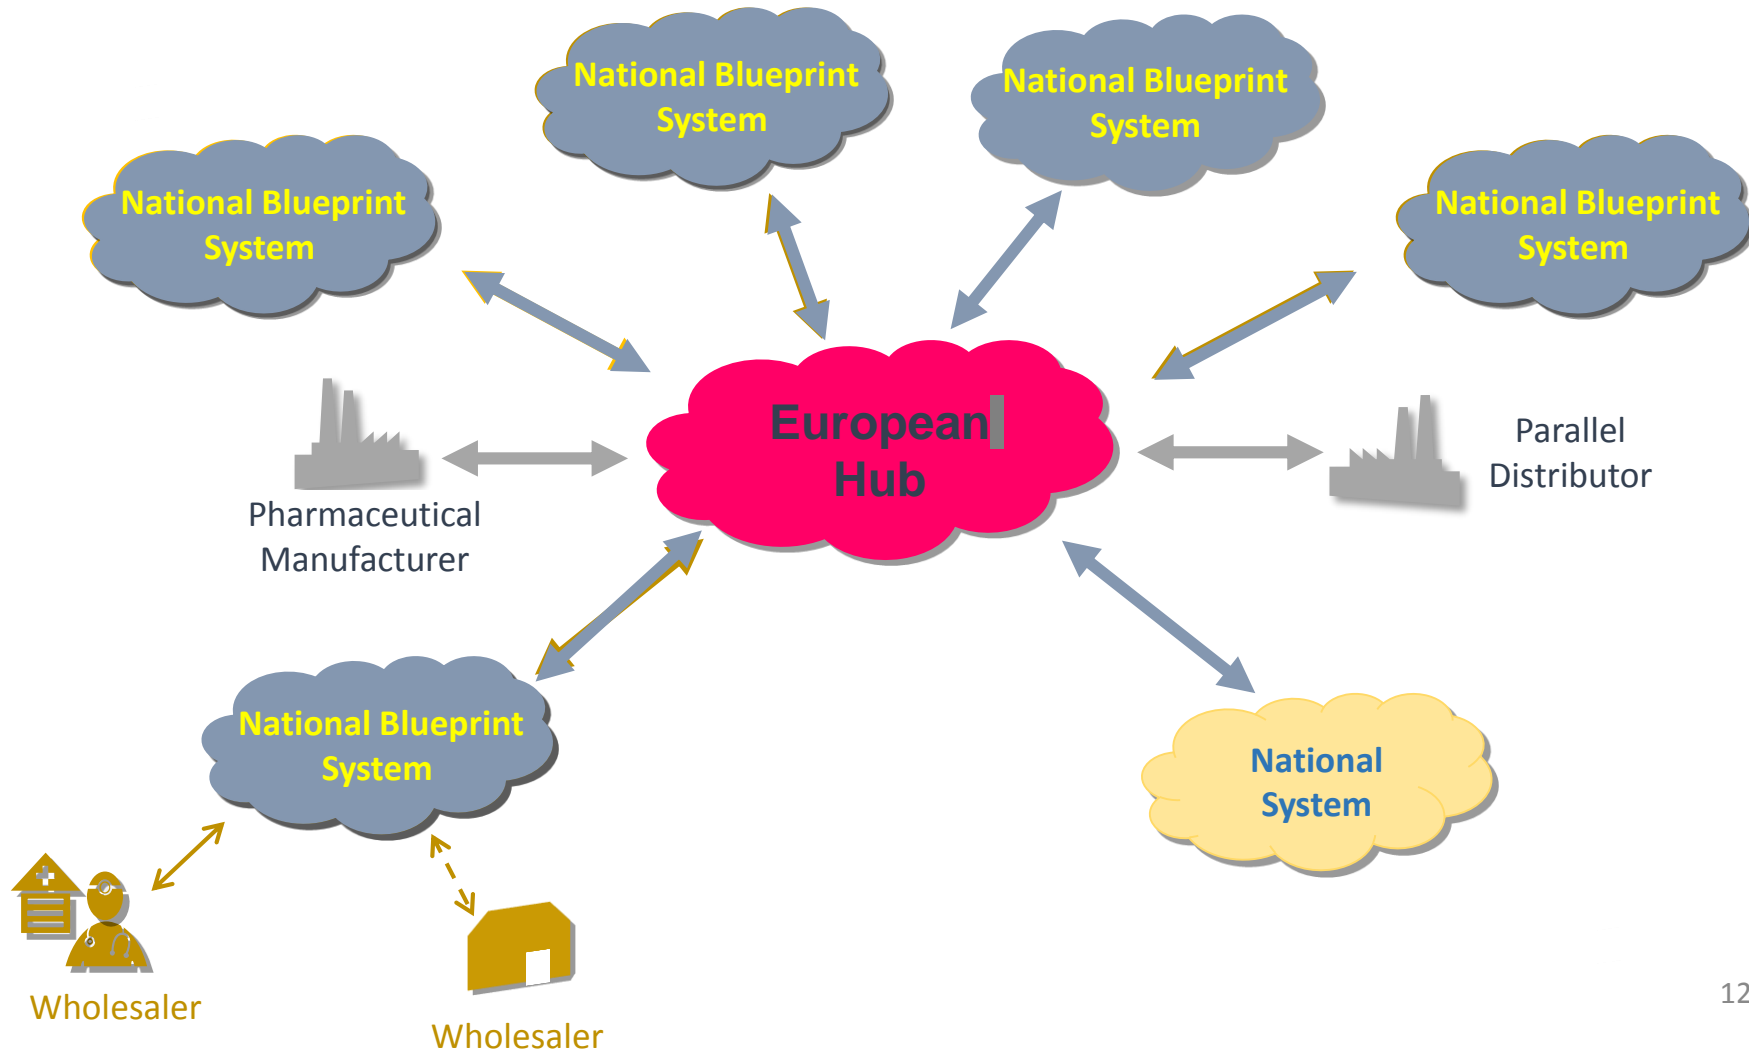 National Blueprint
System
National Blueprint
System
National Blueprint
System
National Blueprint
System
European
Hub
Parallel
Distributor
Pharmaceutical
Manufacturer
National Blueprint
System
National
System
Wholesaler
Wholesaler
12